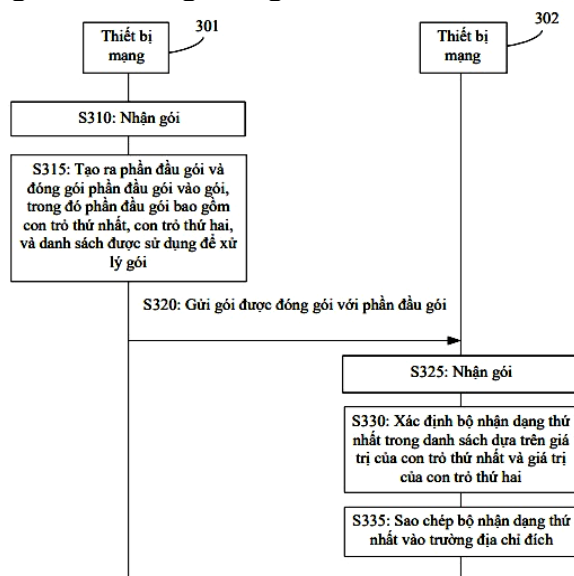 301
Thiết bị
mạng
302
Thiết bị
mạng
S310: Nhận gói
S315: Tạo ra phần đầu gói và
đóng gói phần đầu gói vào gói,
trong đó phần đầu gói bao gồm
con trỏ thứ nhất, con trỏ thứ hai,
và danh sách được sử dụng để xử
lý gói
S320: Gửi gói được đóng gói với phần đầu gói
S325: Nhận gói
S330: Xác định bộ nhận dạng thứ
nhất trong danh sách dựa trên giá
trị của con trỏ thứ nhất và giá trị
của con trỏ thứ hai
S335: Sao chép bộ nhận dạng thứ
nhất vào trường địa chỉ đích